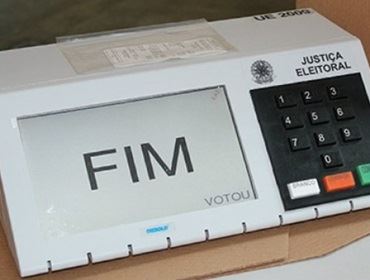 UE 2009
JUSTIÇA
ELEITORAL
1 2 3
4 5 6
7 8 9
0
BRANCO
FIM
VOTOU